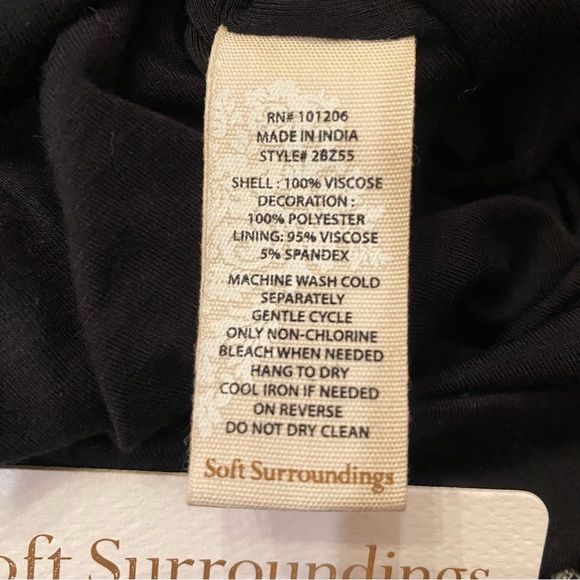 RN# 101206
MADE IN INDIA
STYLE# 2BZ55
SHELL : 100% VISCOSE
DECORATION :
100% POLYESTER
LINING: 95% VISCOSE
5% SPANDEX
MACHINE WASH COLD
SEPARATELY
GENTLE CYCLE
ONLY NON-CHLORINE
BLEACH WHEN NEEDED
HANG TO DRY
COOL IRON IF NEEDED
ON REVERSE
DO NOT DRY CLEAN
Soft Surroundings
oft Surroundings